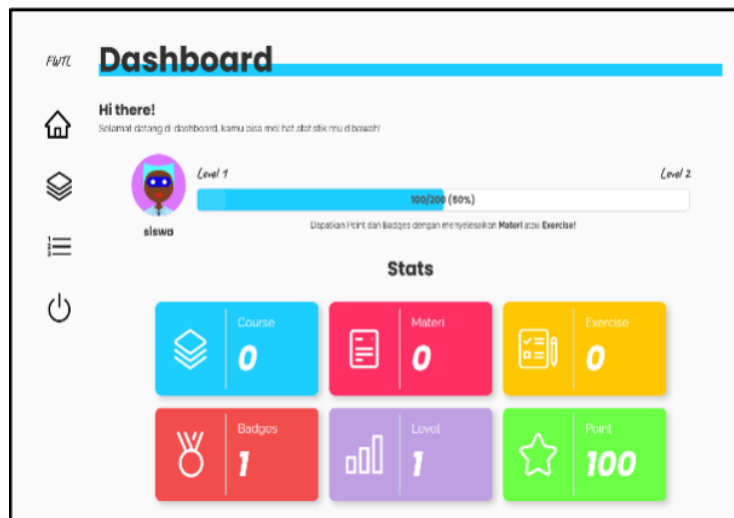 FWTL
Dashboard
Hi there!
Selamat datang di dashboard, kamu bisa melihat statistik mu dibawah!
Level 1
Level 2
100/200 (50%)
siswa
Dapatkan Point dan Badges dengan menyelesaikan Materi atau Exercise!
Stats
Course
0
Materi
0
Exercise
0
Badges
1
Level
1
Point
100